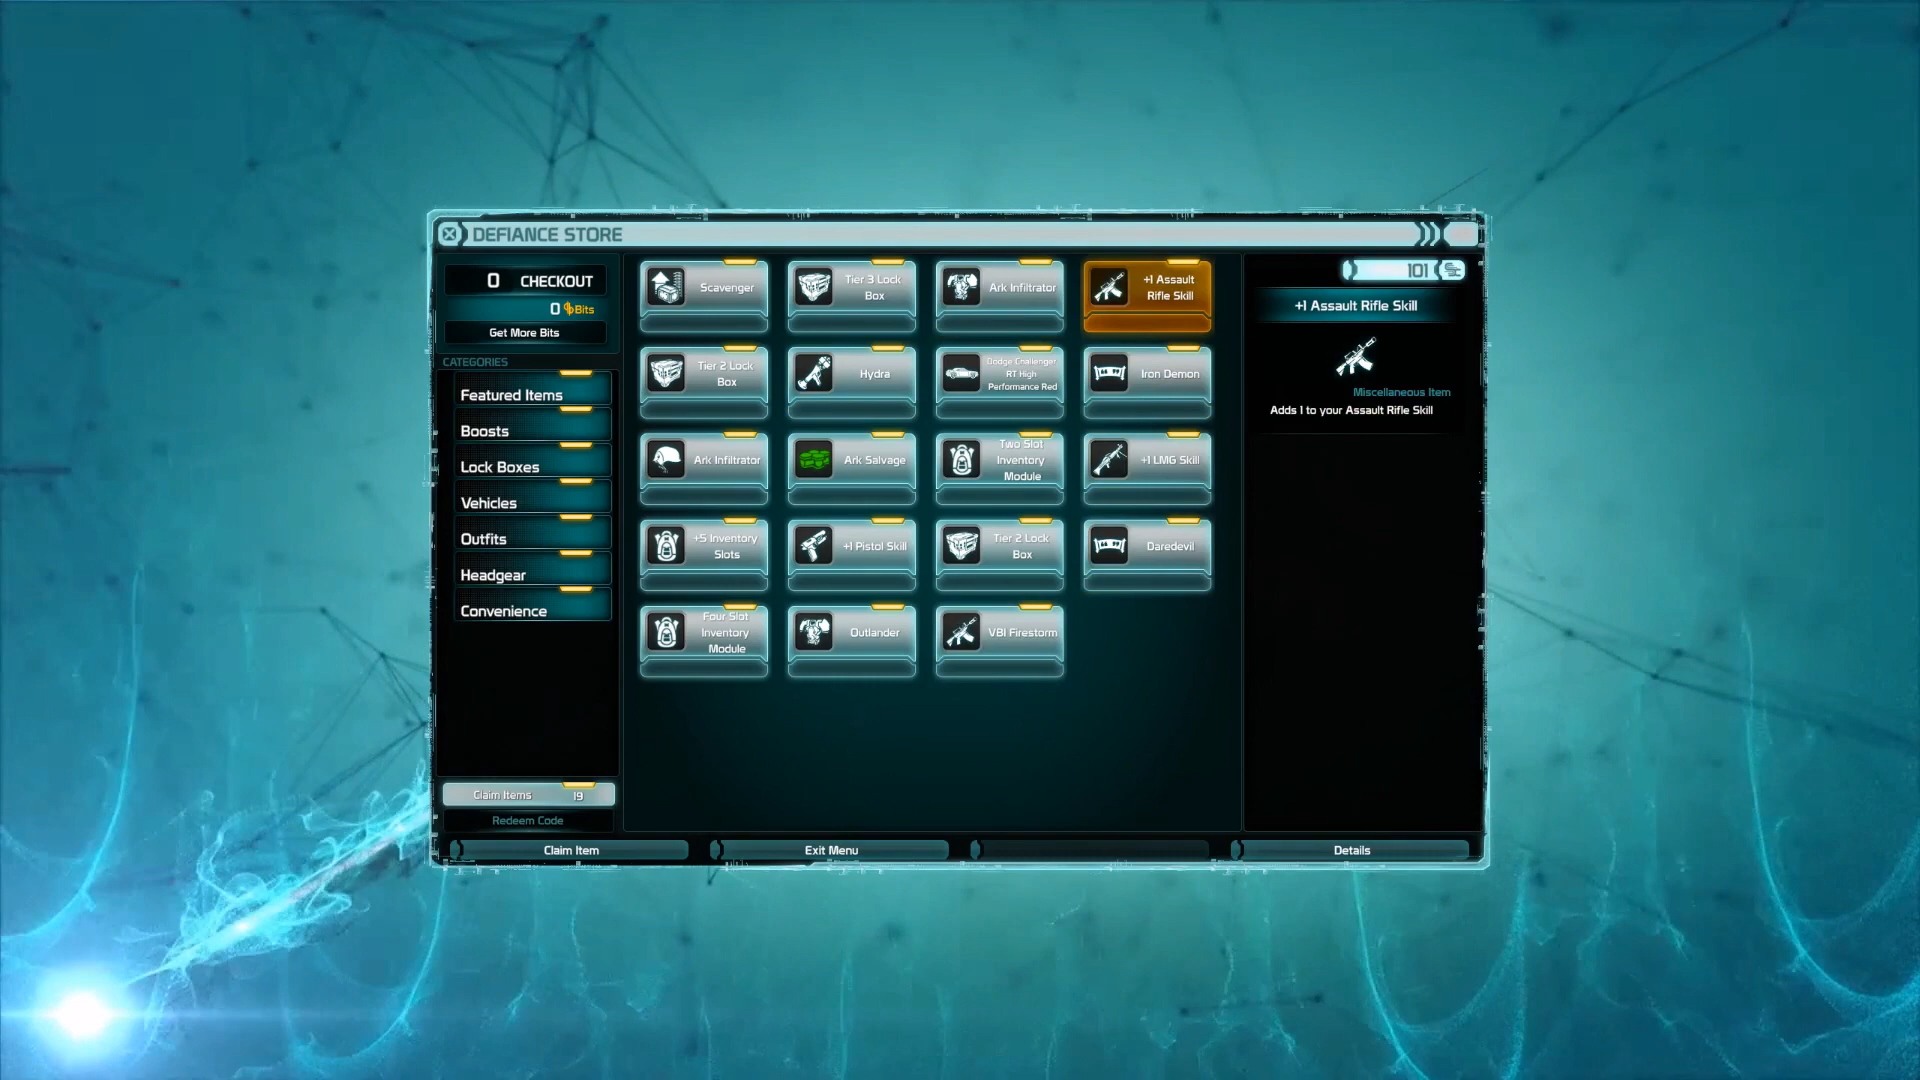 DEFIANCE STORE
0 CHECKOUT
0 Bits
Get More Bits
CATEGORIES
Featured Items
Boosts
Lock Boxes
Vehicles
Outfits
Headgear
Convenience
Claim Items 19
Redeem Code
Scavenger
Tier 3 Lock
Box
Ark Infiltrator
+1 Assault
Rifle Skill
Tier 2 Lock
Box
Hydra
Dodge Challenger
RT High
Performance Red
Iron Demon
Ark Infiltrator
Ark Salvage
Two Slot
Inventory
Module
+1 LMG Skill
+5 Inventory
Slots
+1 Pistol Skill
Tier 2 Lock
Box
Daredevil
Four Slot
Inventory
Module
Outlander
VBI Firestorm
101
+1 Assault Rifle Skill
Miscellaneous Item
Adds 1 to your Assault Rifle Skill
Claim Item
Exit Menu
Details